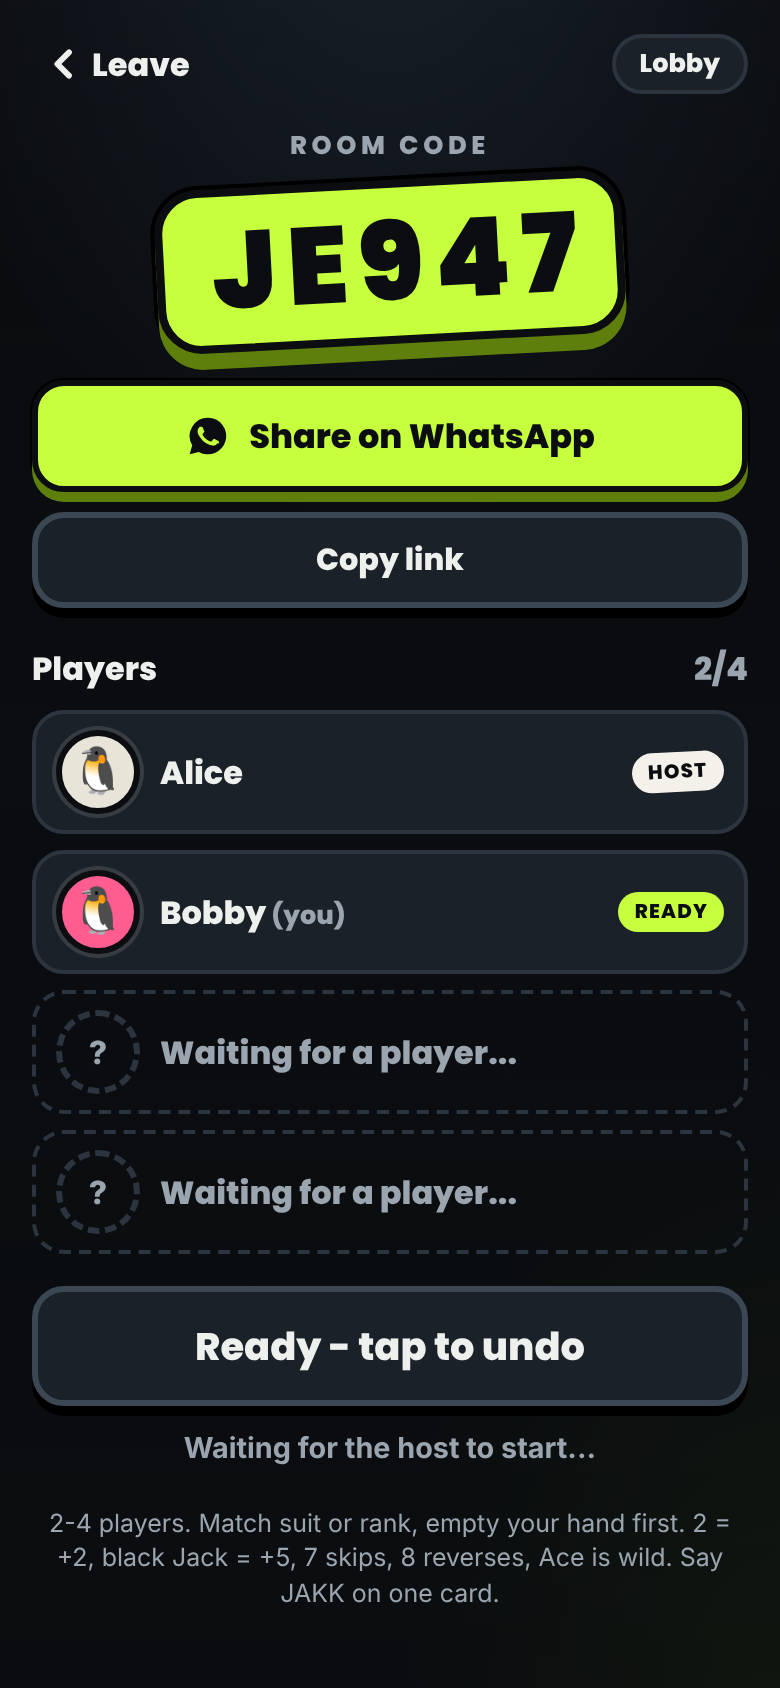 Leave
Lobby
ROOM CODE
JE947
Share on WhatsApp
Copy link
Players
2/4
Alice
HOST
Bobby (you)
READY
? Waiting for a player...
? Waiting for a player...
Ready - tap to undo
Waiting for the host to start...
2-4 players. Match suit or rank, empty your hand first. 2 =
+2, black Jack = +5, 7 skips, 8 reverses, Ace is wild. Say
JAKK on one card.